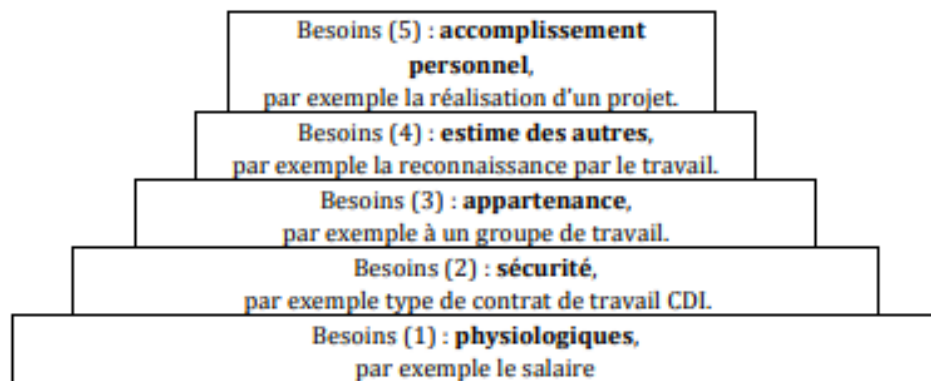 Besoins (5) : accomplissement
personnel,
par exemple la réalisation d'un projet.
Besoins (4) : estime des autres,
par exemple la reconnaissance par le travail.
Besoins (3) : appartenance,
par exemple à un groupe de travail.
Besoins (2) : sécurité,
par exemple type de contrat de travail CDI.
Besoins (1) : physiologiques,
par exemple le salaire